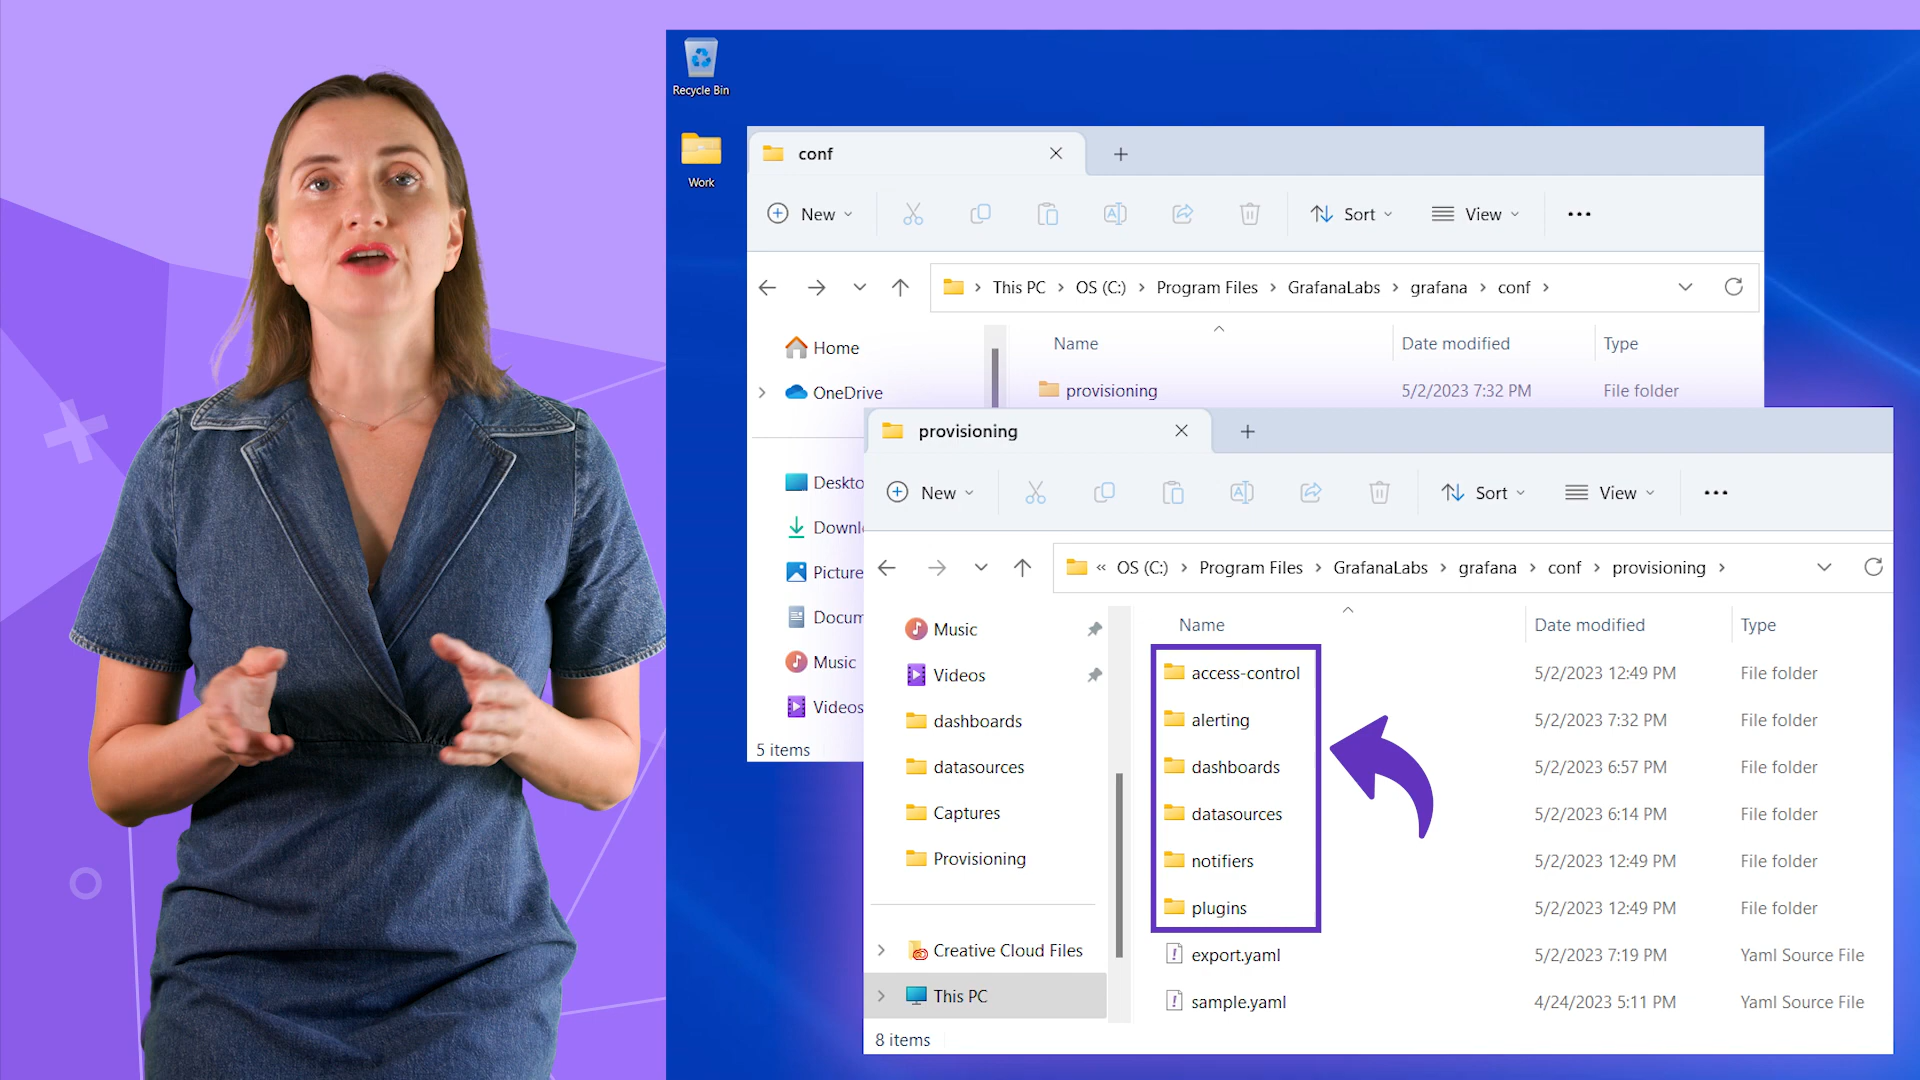 Recycle Bin
Work
conf
New
Sort
View
This PC > OS (C:) > Program Files > GrafanaLabs > grafana > conf >
Name Date modified Type
Home
OneDrive
provisioning 5/2/2023 7:32 PM File folder
Deskto
Downl
Picture
Docum
Music
Videos
5 items
provisioning
New
Sort
View
« OS (C:) > Program Files > GrafanaLabs > grafana > conf > provisioning >
Name Date modified Type
Music
Videos
dashboards
datasources
Captures
Provisioning
Creative Cloud Files
This PC
access-control 5/2/2023 12:49 PM File folder
alerting 5/2/2023 7:32 PM File folder
dashboards 5/2/2023 6:57 PM File folder
datasources 5/2/2023 6:14 PM File folder
notifiers 5/2/2023 12:49 PM File folder
plugins 5/2/2023 12:49 PM File folder
export.yaml 5/2/2023 7:19 PM Yaml Source File
sample.yaml 4/24/2023 5:11 PM Yaml Source File
8 items